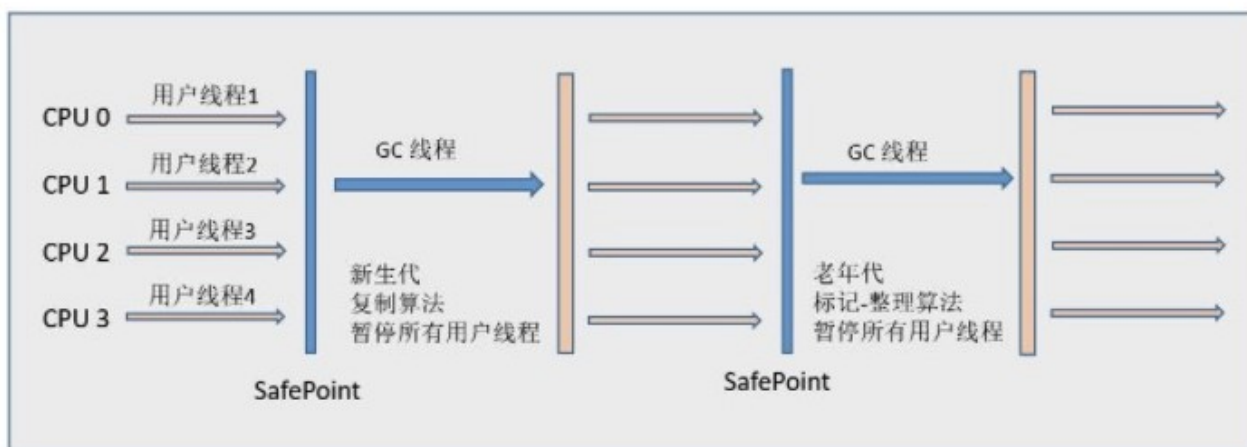 CPU 0
用户线程1
CPU 1
用户线程2
CPU 2
用户线程3
CPU 3
用户线程4
SafePoint
GC 线程
新生代
复制算法
暂停所有用户线程
SafePoint
GC 线程
老年代
标记-整理算法
暂停所有用户线程